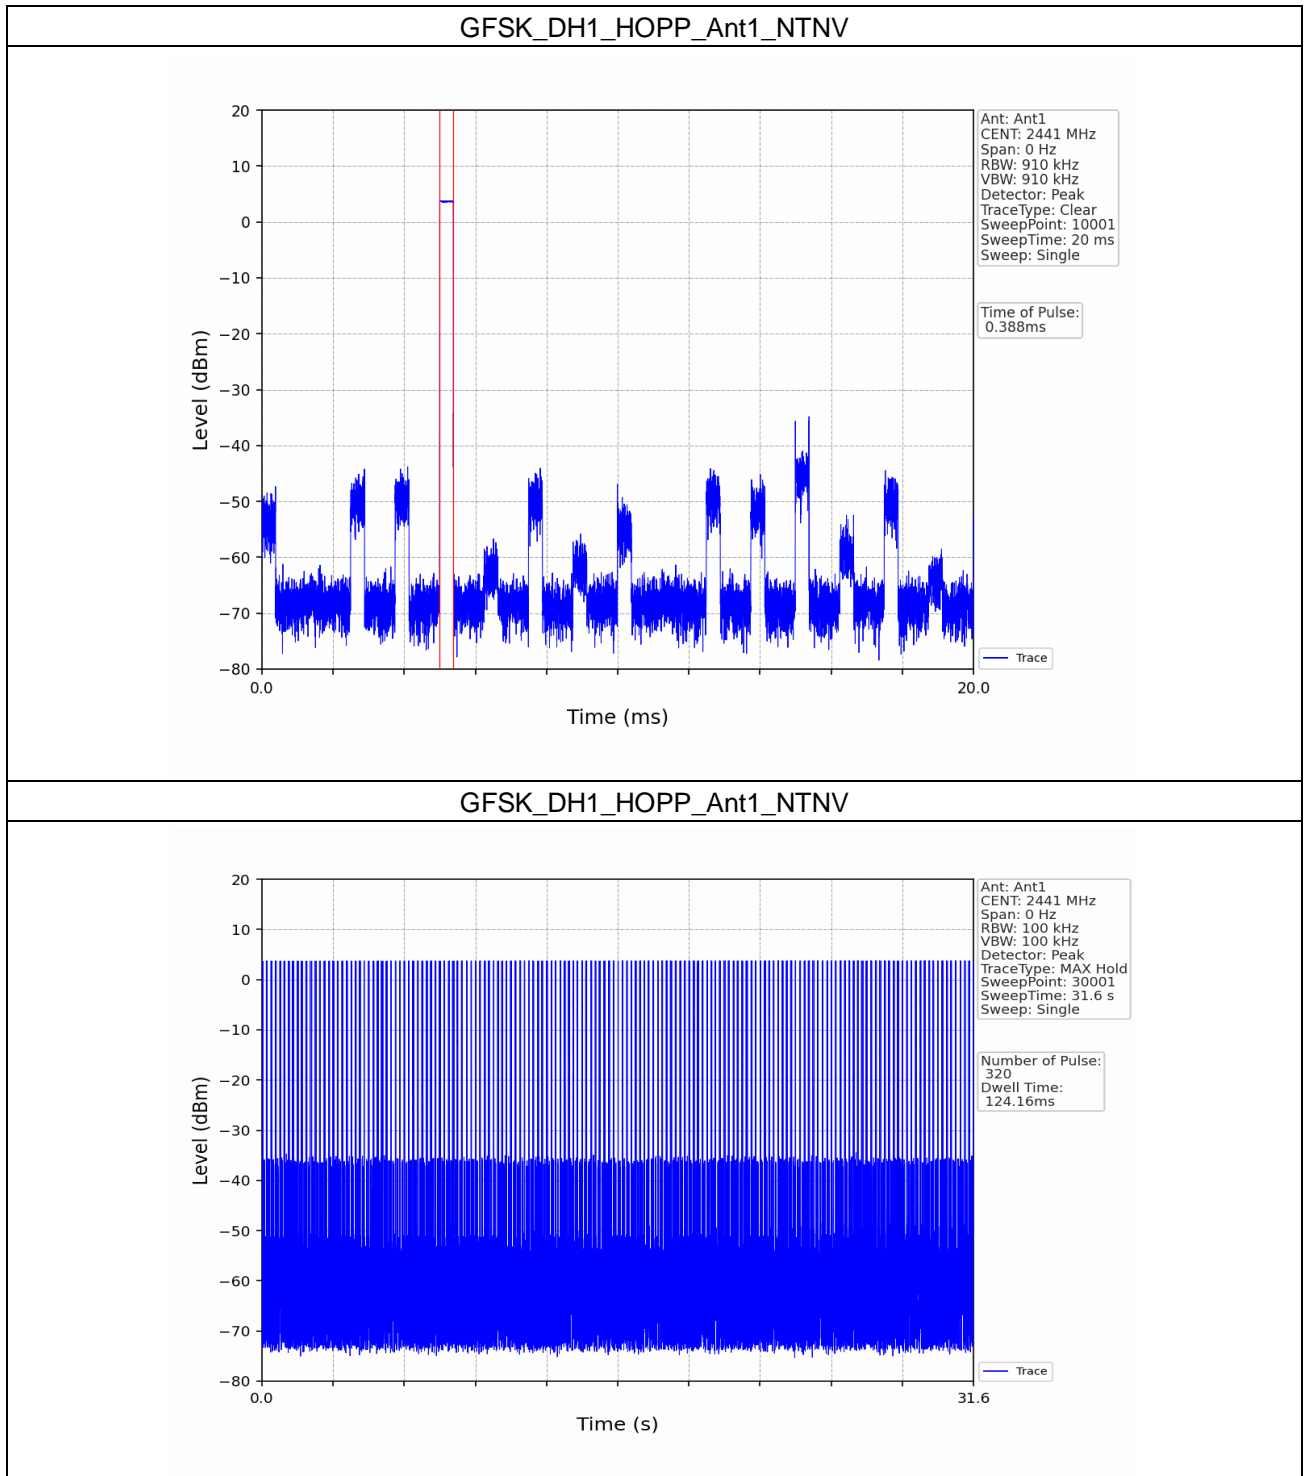 GFSK_DH1_HOPP_Ant1_NTNV
20
10
0
−10
−20
−30
−40
−50
−60
−70
−80
Level (dBm)
0.0
20.0
Time (ms)
Ant: Ant1
CENT: 2441 MHz
Span: 0 Hz
RBW: 910 kHz
VBW: 910 kHz
Detector: Peak
TraceType: Clear
SweepPoint: 10001
SweepTime: 20 ms
Sweep: Single
Time of Pulse:
0.388ms
Trace
GFSK_DH1_HOPP_Ant1_NTNV
20
10
0
−10
−20
−30
−40
−50
−60
−70
−80
Level (dBm)
0.0
31.6
Time (s)
Ant: Ant1
CENT: 2441 MHz
Span: 0 Hz
RBW: 100 kHz
VBW: 100 kHz
Detector: Peak
TraceType: MAX Hold
SweepPoint: 30001
SweepTime: 31.6 s
Sweep: Single
Number of Pulse:
320
Dwell Time:
124.16ms
Trace